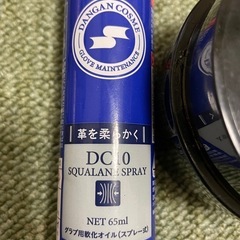 DANGAN COSME
GLOVE MAINTENANCE
革を柔らかく
DC10
SQUALANE SPRAY
NET 65ml
グラブ用軟化オイル(スプレー式)